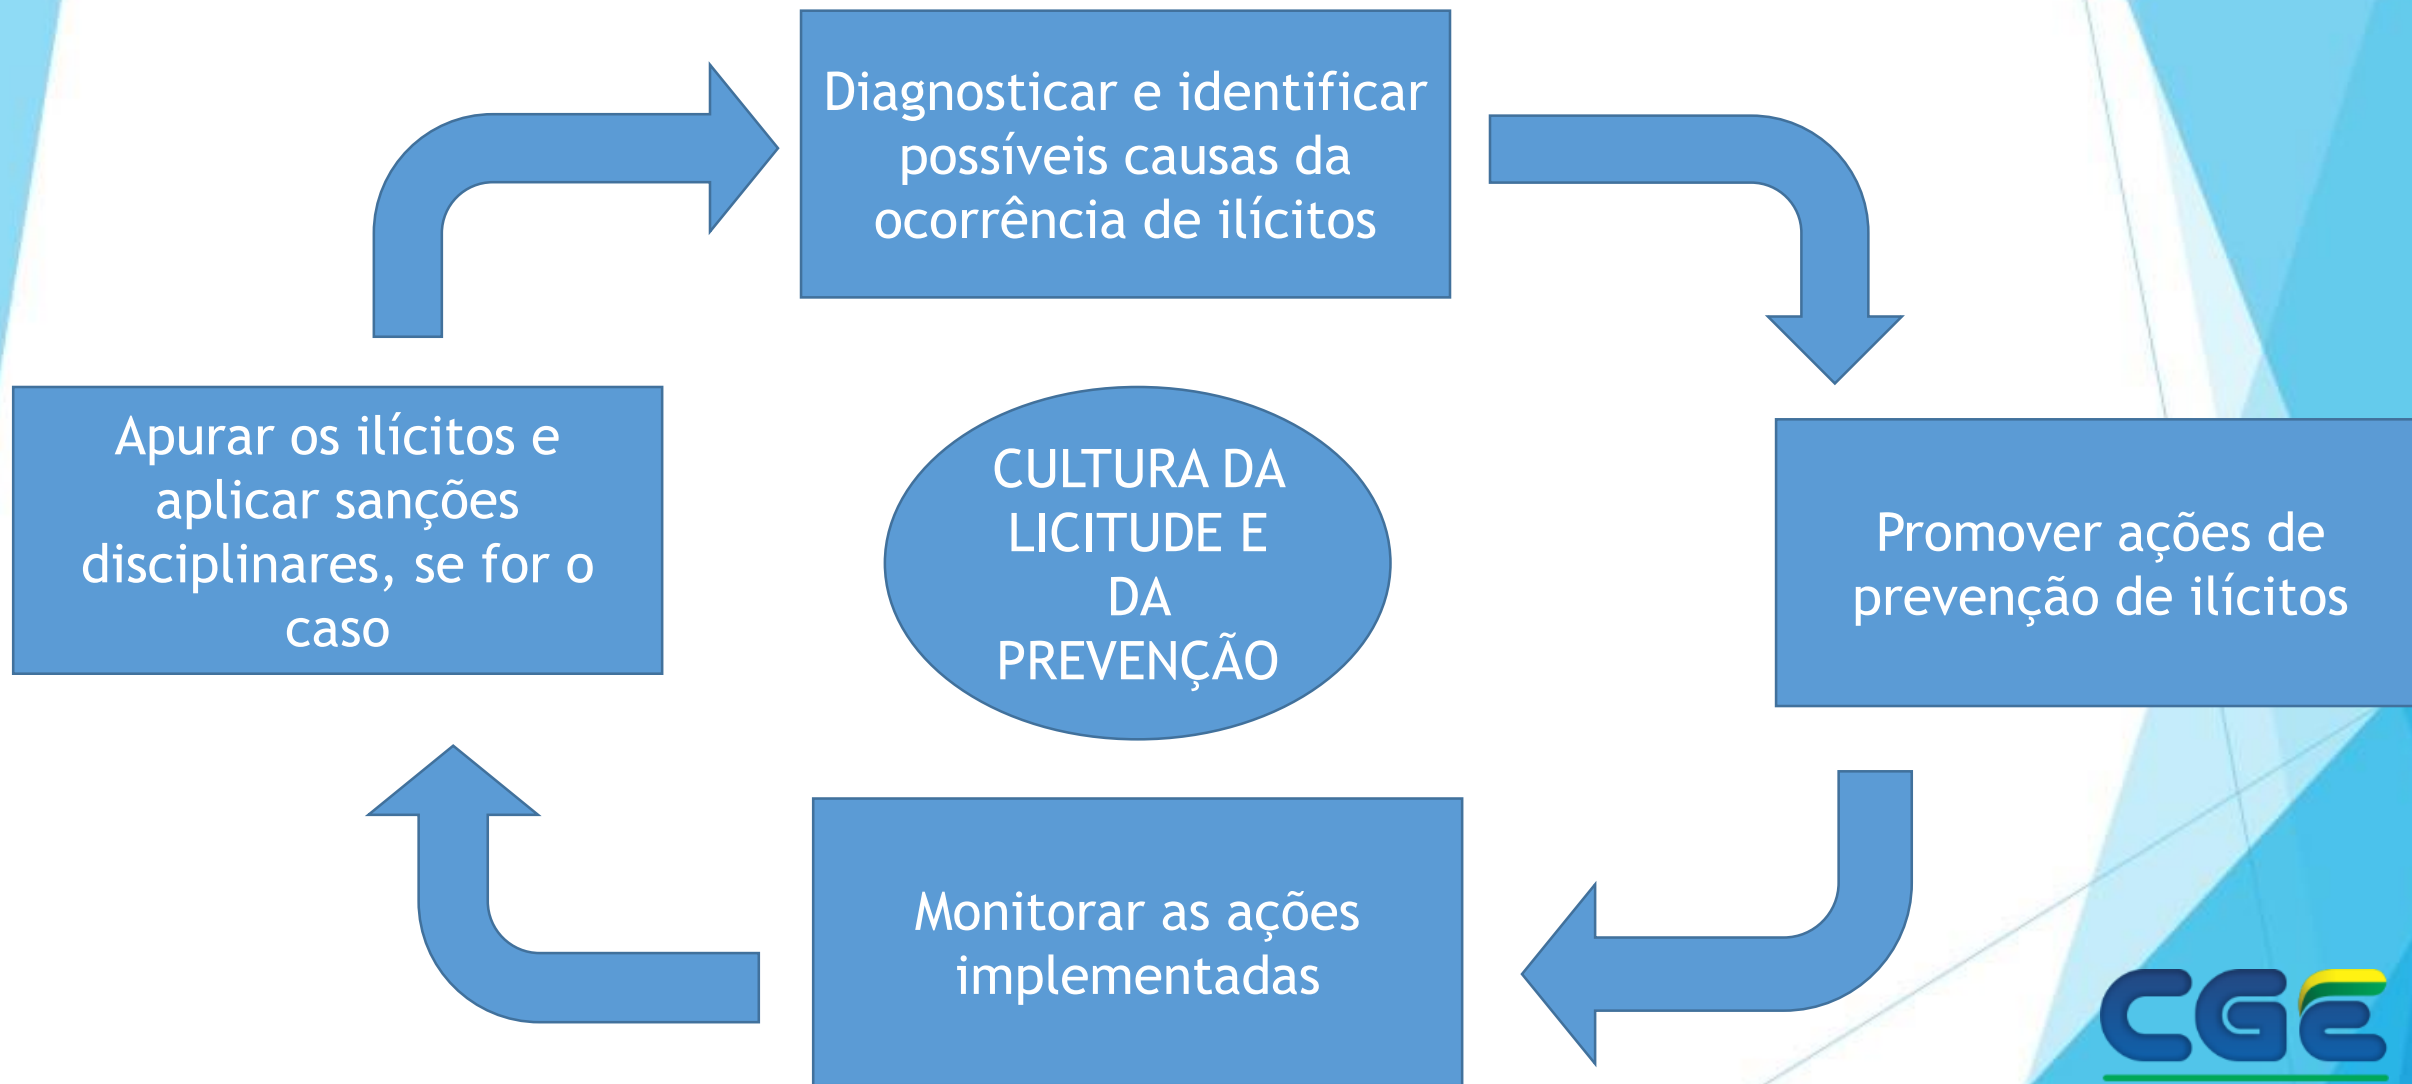 Diagnosticar e identificar
possíveis causas da
ocorrência de ilícitos
Apurar os ilícitos e
aplicar sanções
disciplinares, se for o
caso
CULTURA DA
LICITUDE E
DA
PREVENÇÃO
Promover ações de
prevenção de ilícitos
Monitorar as ações
implementadas
CGE